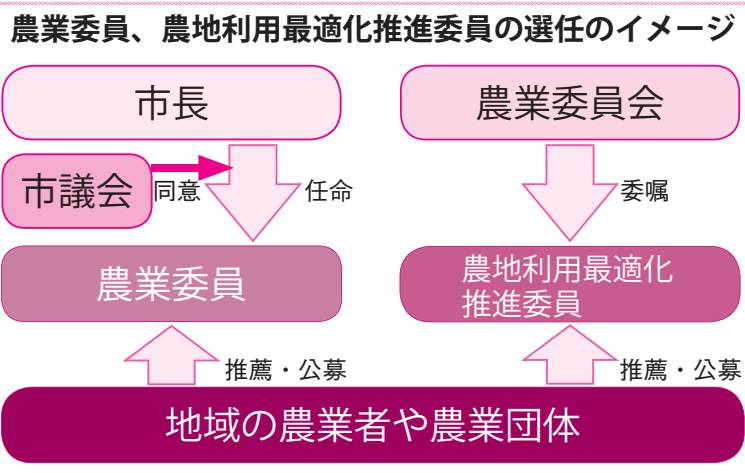 農業委員、農地利用最適化推進委員の選任のイメージ
市長
農業委員会
市議会
同意
任命
委嘱
農業委員
農地利用最適化
推進委員
推薦・公募
推薦・公募
地域の農業者や農業団体